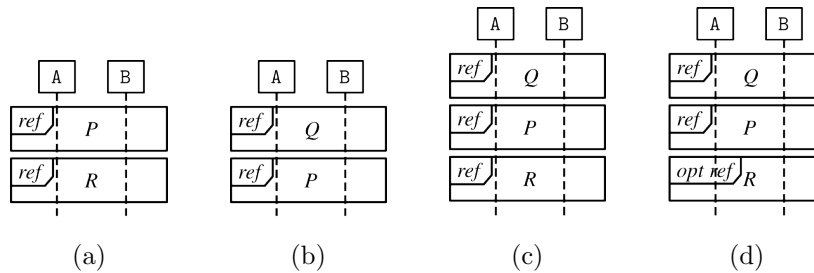 A B
ref P
ref R
(a)
A B
ref Q
ref P
(b)
A B
ref Q
ref P
ref R
(c)
A B
ref Q
ref P
opt ref R
(d)